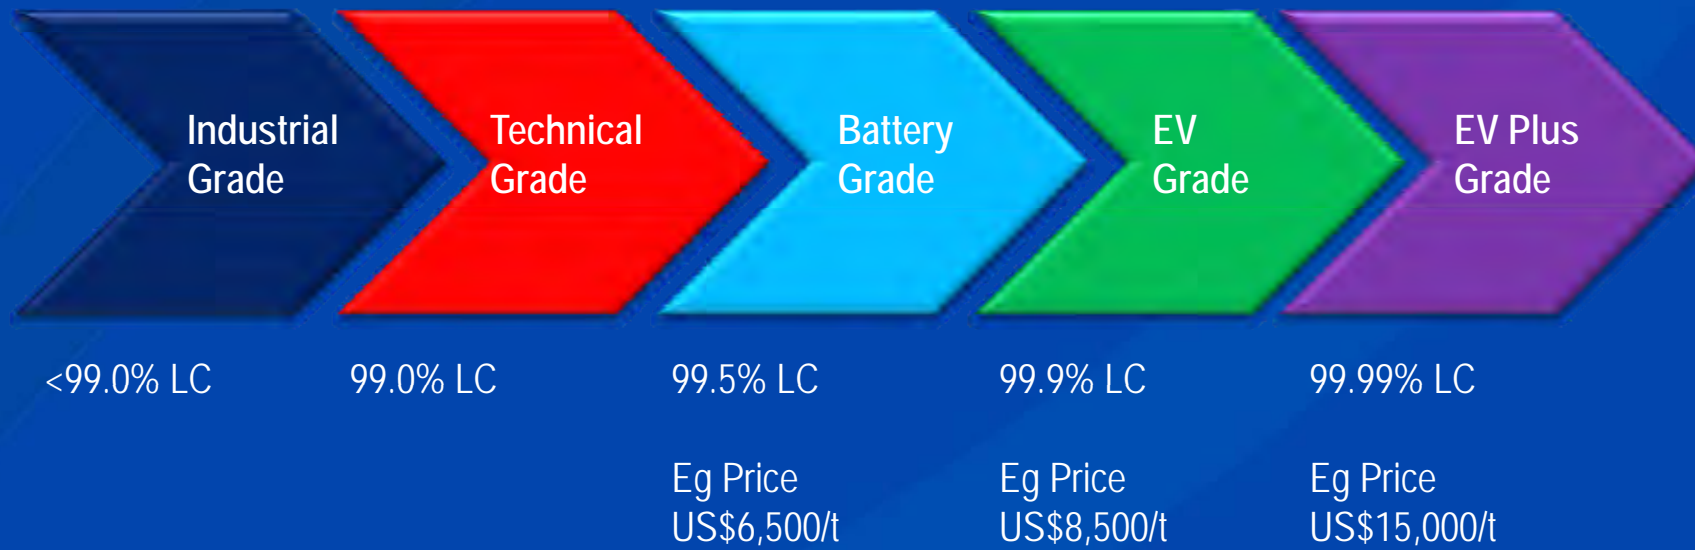 Industrial
Grade
Technical
Grade
Battery
Grade
EV
Grade
EV Plus
Grade
<99.0% LC
99.0% LC
99.5% LC
99.9% LC
99.99% LC
Eg Price
US$6,500/t
Eg Price
US$8,500/t
Eg Price
US$15,000/t